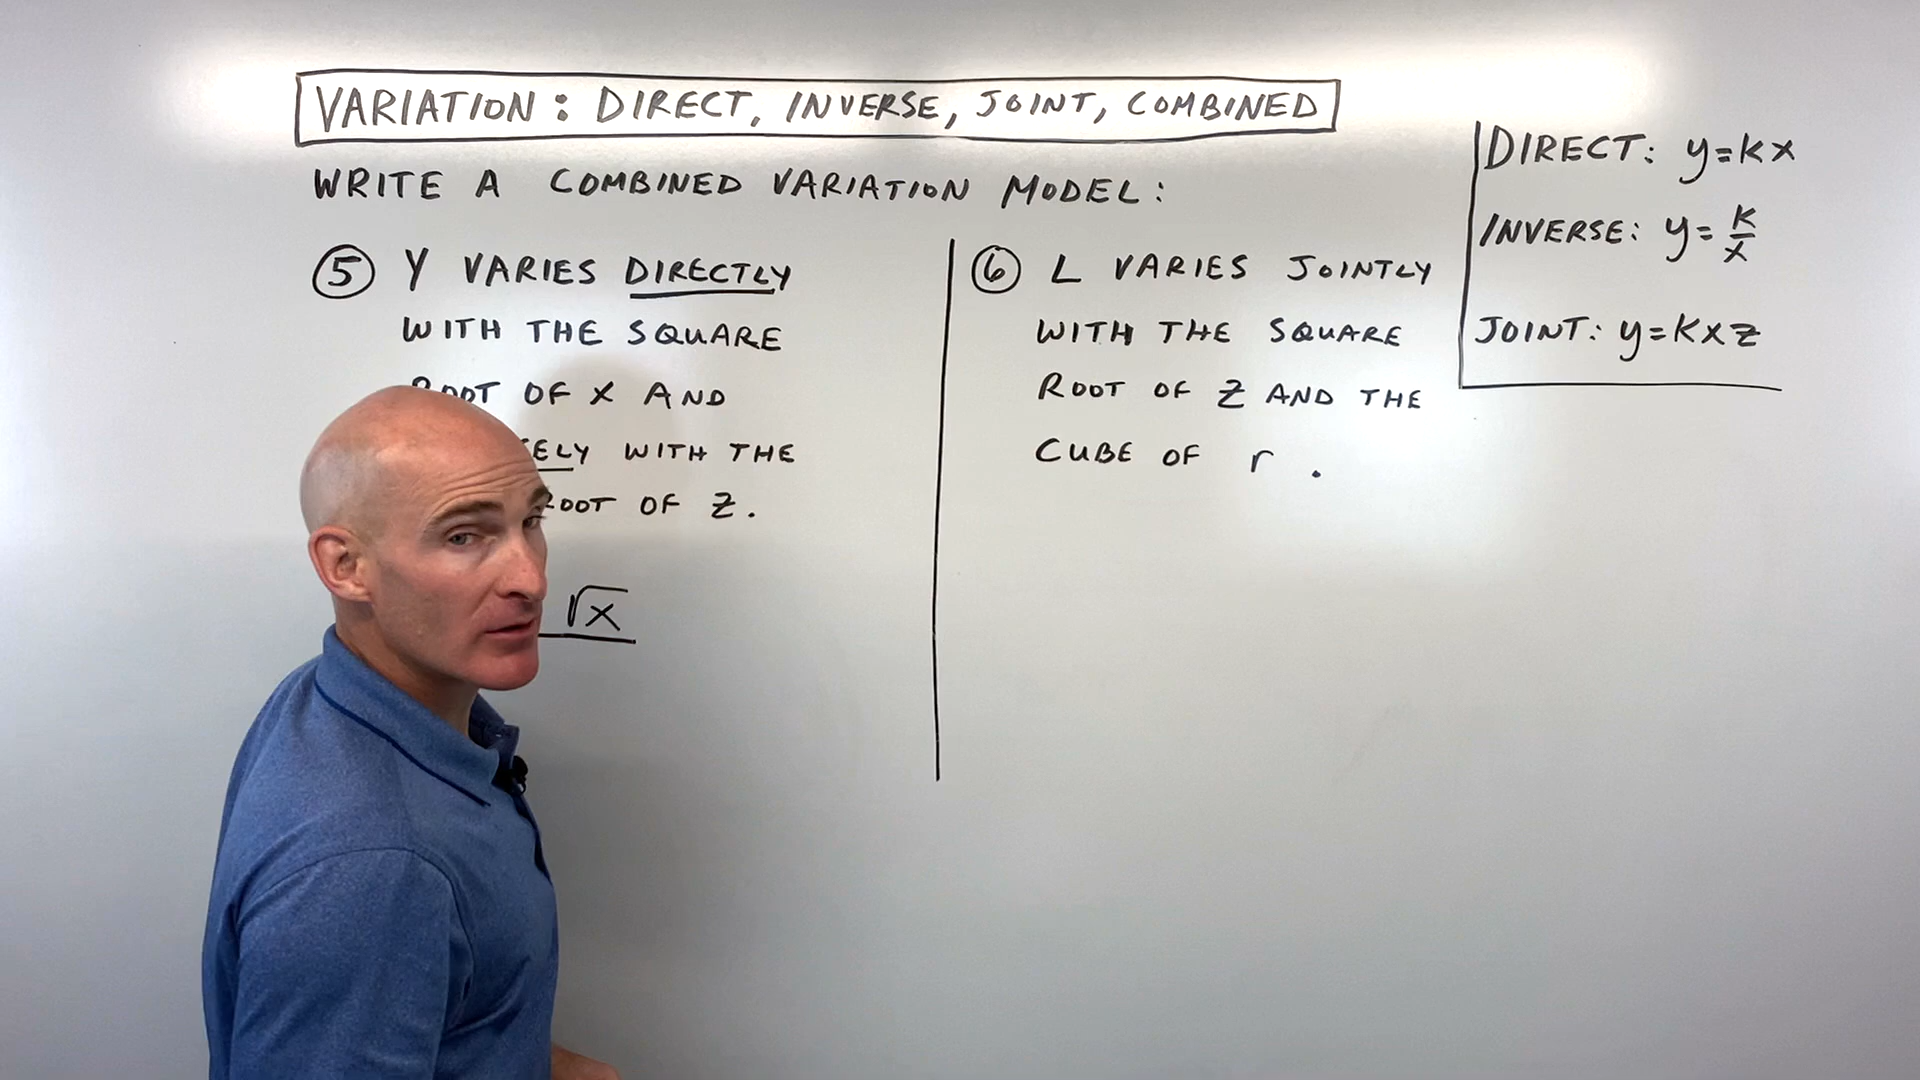 VARIATION: DIRECT, INVERSE, JOINT, COMBINED
WRITE A COMBINED VARIATION MODEL:
⑤ Y VARIES DIRECTLY
WITH THE SQUARE
OF X AND
WITH THE
OF Z.
√x
⑥ L VARIES JOINTLY
WITH THE SQUARE
ROOT OF Z AND THE
CUBE OF r.
DIRECT: y=kx
INVERSE: y=k/x
JOINT: y=kxz